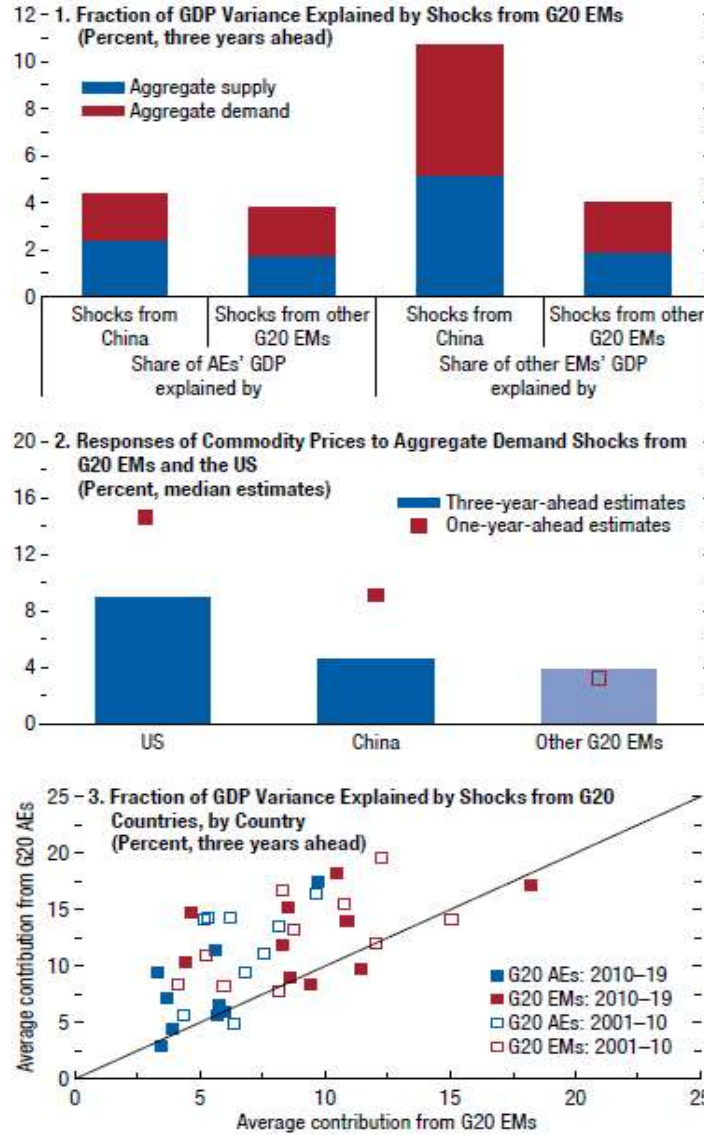 12
10
8
6
4
2
0
1. Fraction of GDP Variance Explained by Shocks from G20 EMs
(Percent, three years ahead)
Aggregate supply
Aggregate demand
Shocks from
China
Shocks from other
G20 EMs
Shocks from
China
Shocks from other
G20 EMs
Share of AEs' GDP
explained by
Share of other EMs' GDP
explained by
20
16
12
8
4
0
2. Responses of Commodity Prices to Aggregate Demand Shocks from
G20 EMs and the US
(Percent, median estimates)
Three-year-ahead estimates
One-year-ahead estimates
US
China
Other G20 EMs
25
20
15
10
5
0
3. Fraction of GDP Variance Explained by Shocks from G20
Countries, by Country
(Percent, three years ahead)
Average contribution from G20 AEs
G20 AEs: 2010–19
G20 EMs: 2010–19
G20 AEs: 2001–10
G20 EMs: 2001–10
0 5 10 15 20 25
Average contribution from G20 EMs